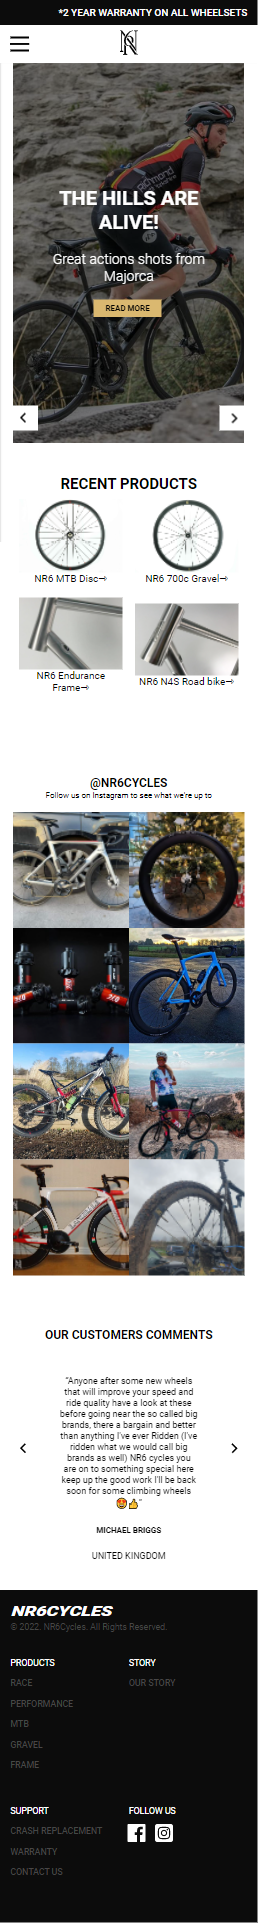 *2 YEAR WARRANTY ON ALL WHEELSETS
THE HILLS ARE
ALIVE!
Great actions shots from
Majorca
READ MORE
RECENT PRODUCTS
NR6 MTB Disc→
NR6 700c Gravel→
NR6 Endurance
Frame→
NR6 N4S Road bike→
@NR6CYCLES
Follow us on Instagram to see what we're up to
OUR CUSTOMERS COMMENTS
"Anyone after some new wheels
that will improve your speed and
ride quality have a look at these
before going near the so called big
brands, there a bargain and better
than anything I've ever Ridden (I've
ridden what we would call big
brands as well) NR6 cycles you
are on to something special here
keep up the good work I'll be back
soon for some climbing wheels
🤩👍"
MICHAEL BRIGGS
UNITED KINGDOM
NR6CYCLES
© 2022. NR6Cycles. All Rights Reserved.
PRODUCTS
RACE
PERFORMANCE
MTB
GRAVEL
FRAME
STORY
OUR STORY
SUPPORT
CRASH REPLACEMENT
WARRANTY
CONTACT US
FOLLOW US